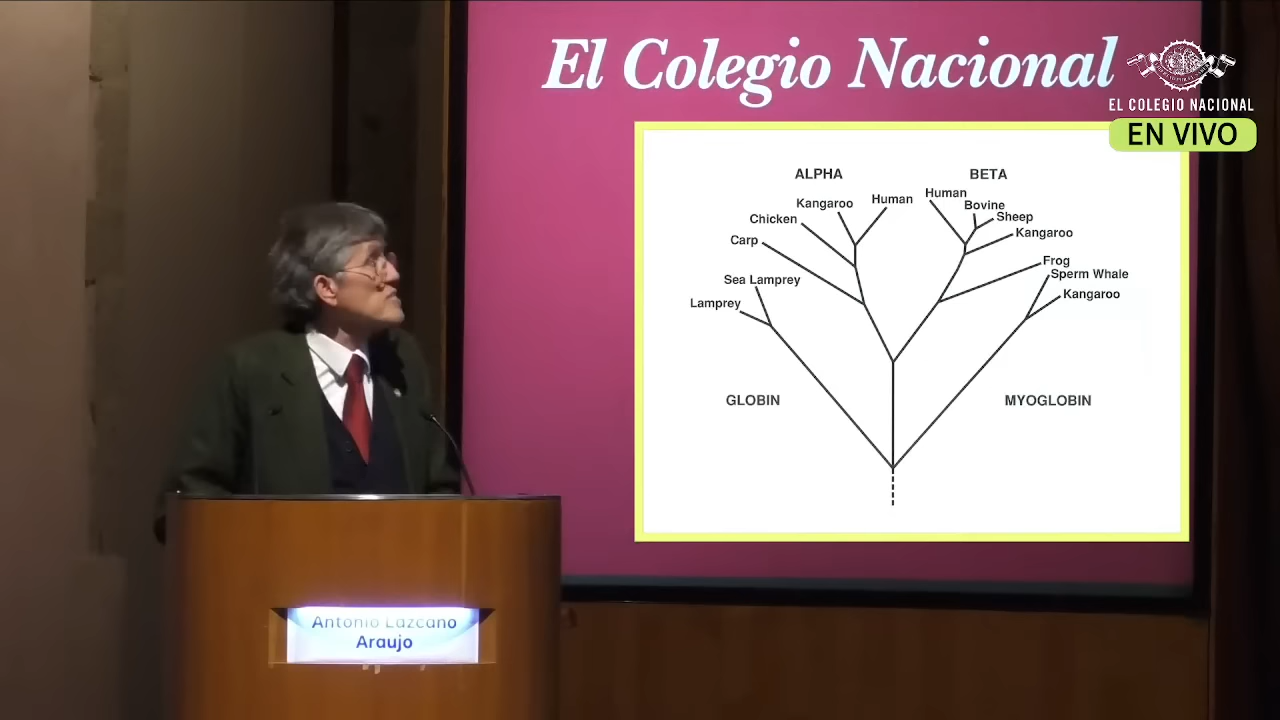 El Colegio Nacional
EL COLEGIO NACIONAL
EN VIVO
ALPHA
BETA
Kangaroo
Human
Human
Bovine
Chicken
Sheep
Carp
Kangaroo
Frog
Sea Lamprey
Sperm Whale
Lamprey
Kangaroo
GLOBIN
MYOGLOBIN
Antonio Lazcano
Araujo